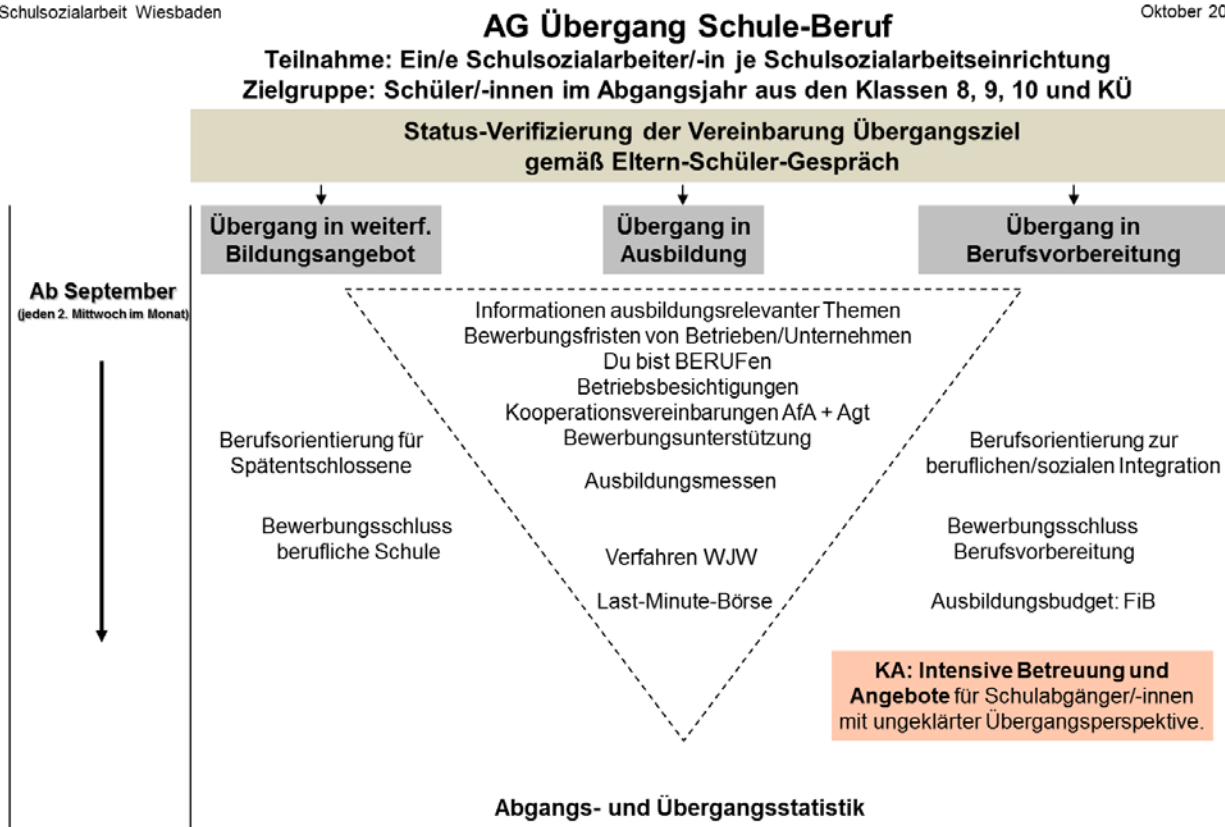 Schulsozialarbeit Wiesbaden
Oktober 20
AG Übergang Schule-Beruf
Teilnahme: Ein/e Schulsozialarbeiter/-in je Schulsozialarbeitseinrichtung
Zielgruppe: Schüler/-innen im Abgangsjahr aus den Klassen 8, 9, 10 und KÜ
Status-Verifizierung der Vereinbarung Übergangsziel
gemäß Eltern-Schüler-Gespräch
Übergang in weiterf.
Bildungsangebot
Übergang in
Ausbildung
Übergang in
Berufsvorbereitung
Ab September
(jeden 2. Mittwoch im Monat)
Informationen ausbildungsrelevanter Themen
Bewerbungsfristen von Betrieben/Unternehmen
Du bist BERUFen
Betriebsbesichtigungen
Kooperationsvereinbarungen AfA + Agt
Bewerbungsunterstützung
Ausbildungsmessen
Verfahren WJW
Last-Minute-Börse
Berufsorientierung für
Spätentschlossene
Bewerbungsschluss
berufliche Schule
Berufsorientierung zur
beruflichen/sozialen Integration
Bewerbungsschluss
Berufsvorbereitung
Ausbildungsbudget: FiB
KA: Intensive Betreuung und
Angebote für Schulabgänger/-innen
mit ungeklärter Übergangsperspektive.
Abgangs- und Übergangsstatistik